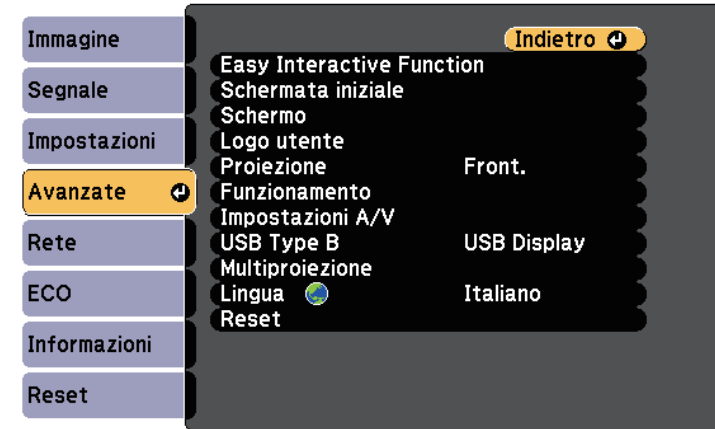 Immagine
Segnale
Impostazioni
Avanzate
Rete
ECO
Informazioni
Reset
Indietro
Easy Interactive Function
Schermata iniziale
Schermo
Logo utente
Proiezione Front.
Funzionamento
Impostazioni A/V
USB Type B USB Display
Multiproiezione
Lingua Italiano
Reset